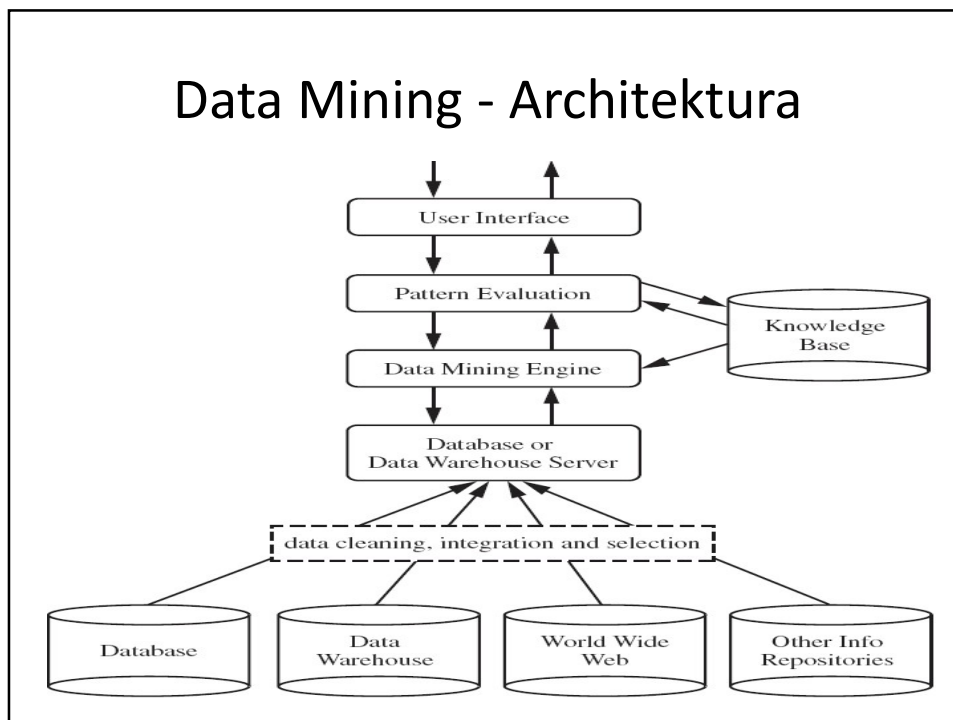 Data Mining - Architektura
User Interface
Pattern Evaluation
Knowledge
Base
Data Mining Engine
Database or
Data Warehouse Server
data cleaning, integration and selection
Database
Data
Warehouse
World Wide
Web
Other Info
Repositories